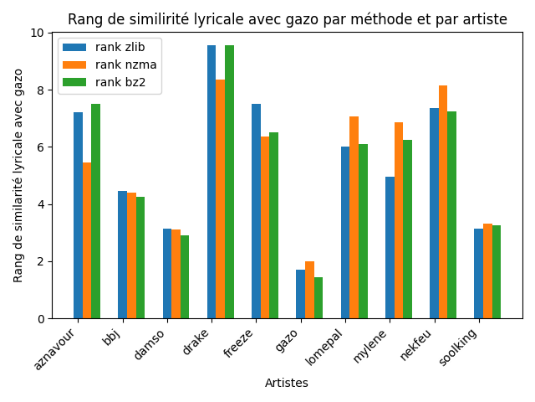 Rang de similirité lyricale avec gazo par méthode et par artiste
rank zlib
rank nzma
rank bz2
Rang de similarité lyricale avec gazo
10
8
6
4
2
0
aznavour
bbj
damso
drake
freeze
gazo
lomepal
mylene
nekfeu
soolking
Artistes